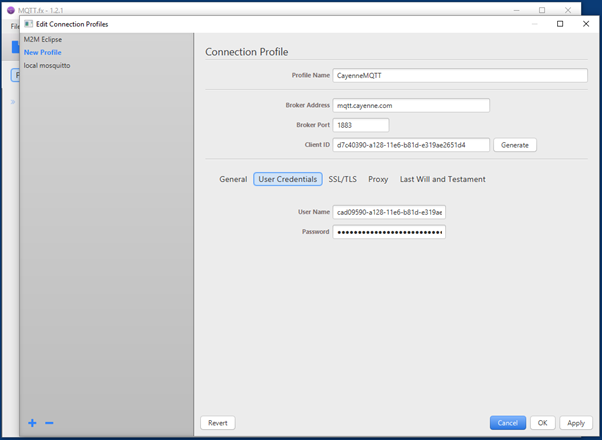 MQTT.fx - 1.2.1
File
Edit Connection Profiles
M2M Eclipse
New Profile
local mosquitto
Connection Profile
Profile Name CayenneMQTT
Broker Address mqtt.cayenne.com
Broker Port 1883
Client ID d7c40390-a128-11e6-b81d-e319ae2651d4 Generate
General User Credentials SSL/TLS Proxy Last Will and Testament
User Name cad09590-a128-11e6-b81d-e319ae
Password ••••••••••••••••••••••••••
Revert Cancel OK Apply